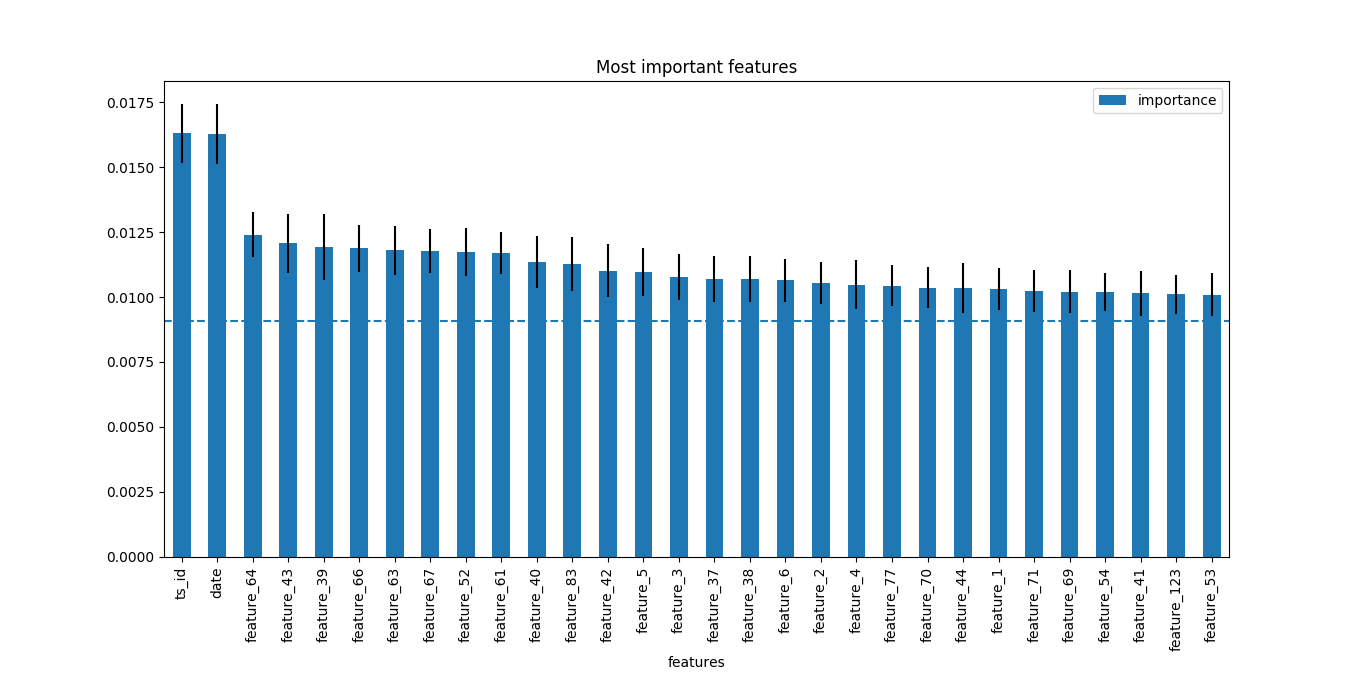 Most important features
importance
0.0175
0.0150
0.0125
0.0100
0.0075
0.0050
0.0025
0.0000
ts_id
date
feature_64
feature_43
feature_39
feature_66
feature_63
feature_67
feature_52
feature_61
feature_40
feature_83
feature_42
feature_5
feature_3
feature_37
feature_38
feature_6
feature_2
feature_4
feature_77
feature_70
feature_44
feature_1
feature_71
feature_69
feature_54
feature_41
feature_123
feature_53
features